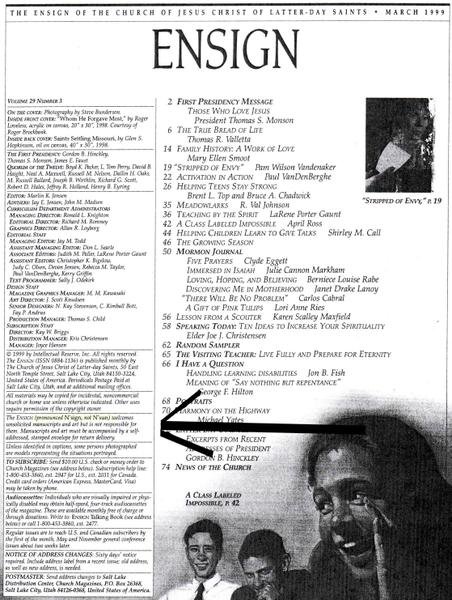 THE ENSIGN OF THE CHURCH OF JESUS CHRIST OF LATTER-DAY SAINTS • MARCH 1999
ENSIGN
VOLUME 29 NUMBER 3
ON THE COVER: Photography by Steve Bunderson.
INSIDE FRONT COVER: "Whom He Forgave Most," by Roger
Loveless, acrylic on canvas, 20" x 30", 1998. Courtesy of
Roger Brockbank.
INSIDE BACK COVER: Saints Settling Missouri, by Glen S.
Hopkinson, oil on canvas, 40" x 50", 1998.
THE FIRST PRESIDENCY: Gordon B. Hinckley,
Thomas S. Monson, James E. Faust
QUORUM OF THE TWELVE: Boyd K. Packer, L. Tom Perry, David B.
Haight, Neal A. Maxwell, Russell M. Nelson, Dallin H. Oaks,
M. Russell Ballard, Joseph B. Wirthlin, Richard G. Scott,
Robert D. Hales, Jeffrey R. Holland, Henry B. Eyring
EDITOR: Marlin K. Jensen
ADVISERS: Jay E. Jensen, John M. Madsen
CURRICULUM DEPARTMENT ADMINISTRATORS
MANAGING DIRECTOR: Ronald L. Knighton
EDITORIAL DIRECTOR: Richard M. Romney
GRAPHICS DIRECTOR: Allan R. Loyborg
EDITORIAL STAFF
MANAGING EDITOR: Jay M. Todd
ASSISTANT MANAGING EDITOR: Don L. Searle
ASSOCIATE EDITORS: Judith M. Paller, LaRene Porter Gaunt
ASSISTANT EDITORS: Christopher K. Bigelow,
Judy C. Olsen, Devan Jensen, Rebecca M. Taylor,
Paul VanDenBerghe, Kerry Griffin
TEXT PROGRAMMER: Sally J. Odekirk
DESIGN STAFF
MAGAZINE GRAPHICS MANAGER: M. M. Kawasaki
ART DIRECTOR: J. Scott Knudsen
SENIOR DESIGNERS: N. Kay Stevenson, C. Kimball Bott,
Fay P. Andrus
PRODUCTION MANAGER: Thomas S. Child
SUBSCRIPTION STAFF
DIRECTOR: Kay W. Briggs
DISTRIBUTION MANAGER: Kris Christensen
MANAGER: Joyce Hansen
© 1999 by Intellectual Reserve, Inc. All rights reserved.
The ENSIGN (ISSN 0884-1136) is published monthly by
The Church of Jesus Christ of Latter-day Saints, 50 East
North Temple Street, Salt Lake City, UT 84150-3224,
United States of America. Periodicals Postage Paid at
Salt Lake City, Utah, and at additional mailing offices.
All materials may be copied for incidental, noncommercial
church or home use unless otherwise indicated. Other uses
require permission of the copyright owner.
The ENSIGN (pronounced N'sign, not N'sun) welcomes
unsolicited manuscripts and art but is not responsible for
them. Manuscripts and art must be accompanied by a self-
addressed, stamped envelope for return delivery.
Unless identified in captions, some persons photographed
are models representing the situations portrayed.
TO SUBSCRIBE: Send $10.00 U.S. check or money order to
Church Magazines (see address below). Subscription help line:
1-800-453-3860, ext. 2947 for U.S., ext. 2031 for Canada.
Credit card orders (American Express, MasterCard, Visa)
may be taken by phone.
Audiocassettes: Individuals who are visually impaired or phys-
ically disabled may obtain half-speed, four-track audiocassettes
of the magazine. These are available monthly free of charge or
through donations. Write to: ENSIGN Talking Book (see address
below) or call 1-800-453-3860, ext. 2477.
Regular issues are to reach U.S. and Canadian subscribers by
the first of the month, May and November general conference
issues about two weeks later.
NOTICE OF ADDRESS CHANGES: Sixty days' notice
required. Include address label from a recent issue; old address,
as well as new address, is needed.
POSTMASTER: Send address changes to Salt Lake
Distribution Center, Church Magazines, P.O. Box 26368,
Salt Lake City, Utah 84126-0368, United States of America.
2 FIRST PRESIDENCY MESSAGE
THOSE WHO LOVE JESUS
President Thomas S. Monson
6 THE TRUE BREAD OF LIFE
Thomas R. Valletta
14 FAMILY HISTORY: A WORK OF LOVE
Mary Ellen Smoot
19 "STRIPPED OF ENVY" Pam Wilson Vandenaker
22 ACTIVATION IN ACTION Paul VanDenBerghe
26 HELPING TEENS STAY STRONG
Brent L. Top and Bruce A. Chadwick
35 MEADOWLARKS R. Val Johnson
36 TEACHING BY THE SPIRIT LaRene Porter Gaunt
42 A CLASS LABELED IMPOSSIBLE April Ross
44 HELPING CHILDREN LEARN TO GIVE TALKS Shirley M. Call
46 THE GROWING SEASON
50 MORMON JOURNAL
FIVE PRAYERS Clyde Eggett
IMMERSED IN ISAIAH Julie Cannon Markham
LOVING, HOPING, AND BELIEVING Berniece Louise Rabe
DISCOVERING ME IN MOTHERHOOD Janet Drake Lanoy
"THERE WILL BE NO PROBLEM" Carlos Cabral
A GIFT OF PINK TULIPS Lori Anne Ries
56 LESSON FROM A SCOUTER Karen Scalley Maxfield
58 SPEAKING TODAY: TEN IDEAS TO INCREASE YOUR SPIRITUALITY
Elder Joe J. Christensen
62 RANDOM SAMPLER
65 THE VISITING TEACHER: LIVE FULLY AND PREPARE FOR ETERNITY
66 I HAVE A QUESTION
HANDLING LEARNING DISABILITIES Jon B. Fish
MEANING OF "SAY NOTHING BUT REPENTANCE"
George F. Hilton
68 PORTRAITS
70 HARMONY ON THE HIGHWAY
Michael Yates
EXCERPTS FROM RECENT
OF PRESIDENT
GORDON B. HINCKLEY
74 NEWS OF THE CHURCH
"STRIPPED OF ENVY," P. 19
A CLASS LABELED
IMPOSSIBLE, P. 42